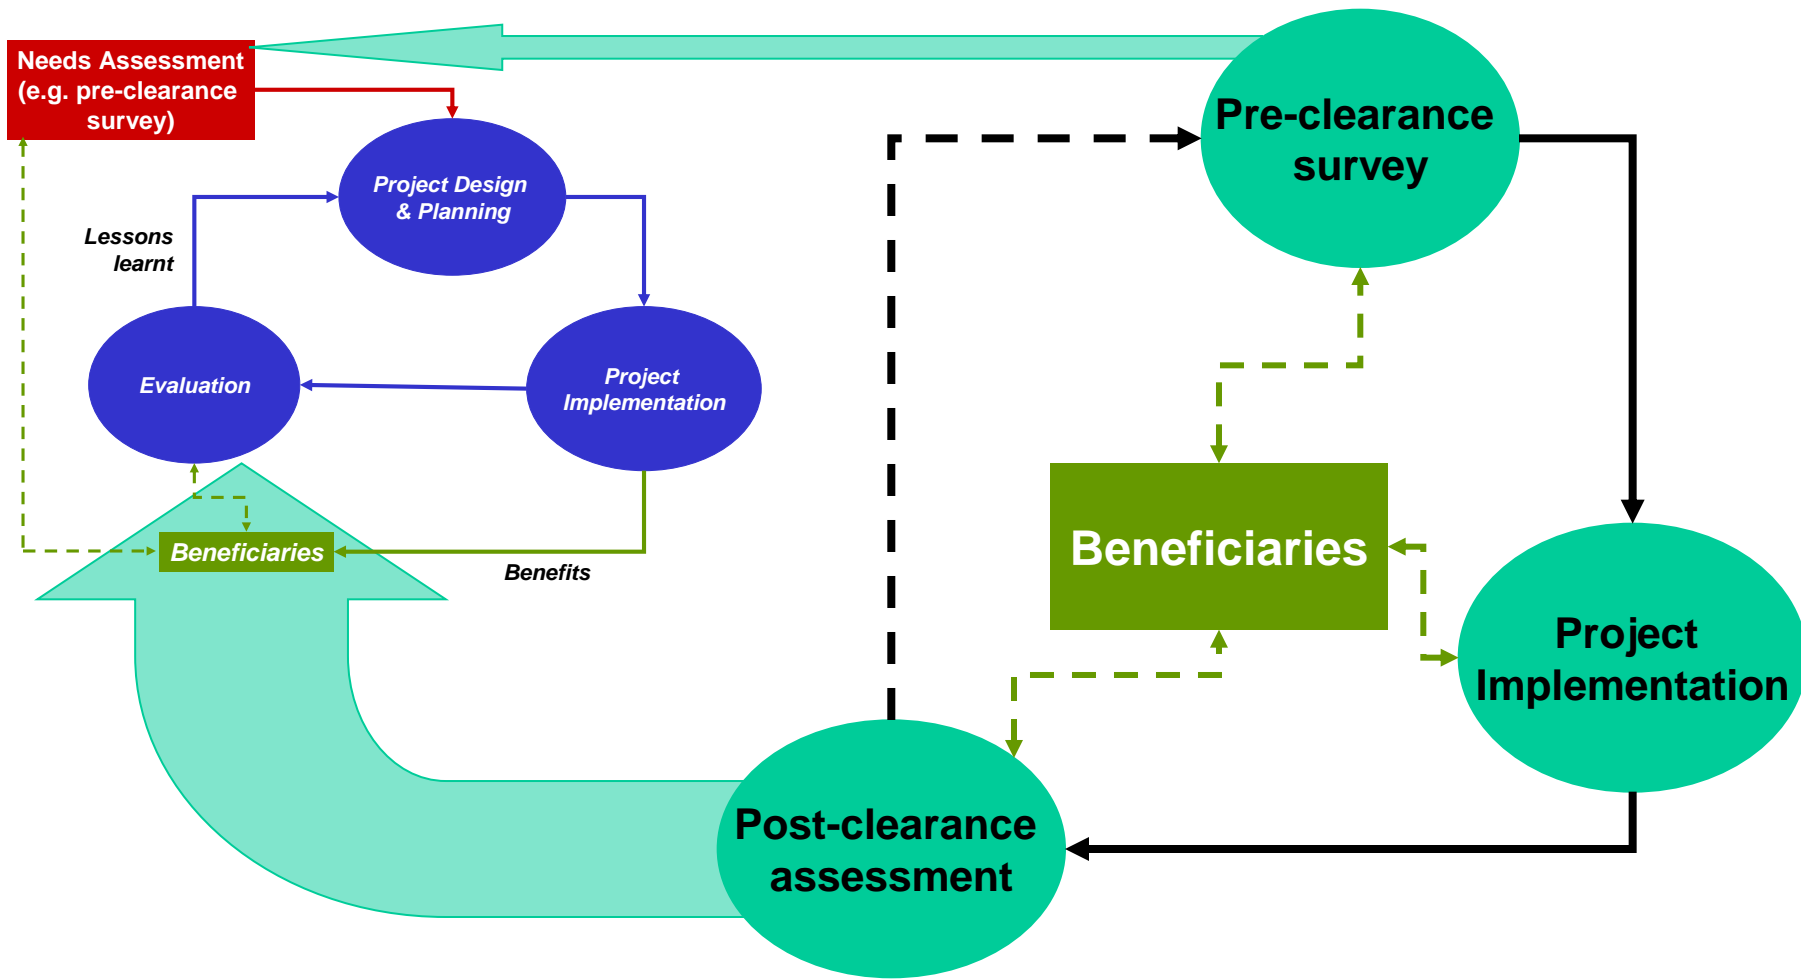 Needs Assessment
(e.g. pre-clearance
survey)
Project Design
& Planning
Lessons
learnt
Evaluation
Project
Implementation
Beneficiaries
Benefits
Pre-clearance
survey
Beneficiaries
Project
Implementation
Post-clearance
assessment